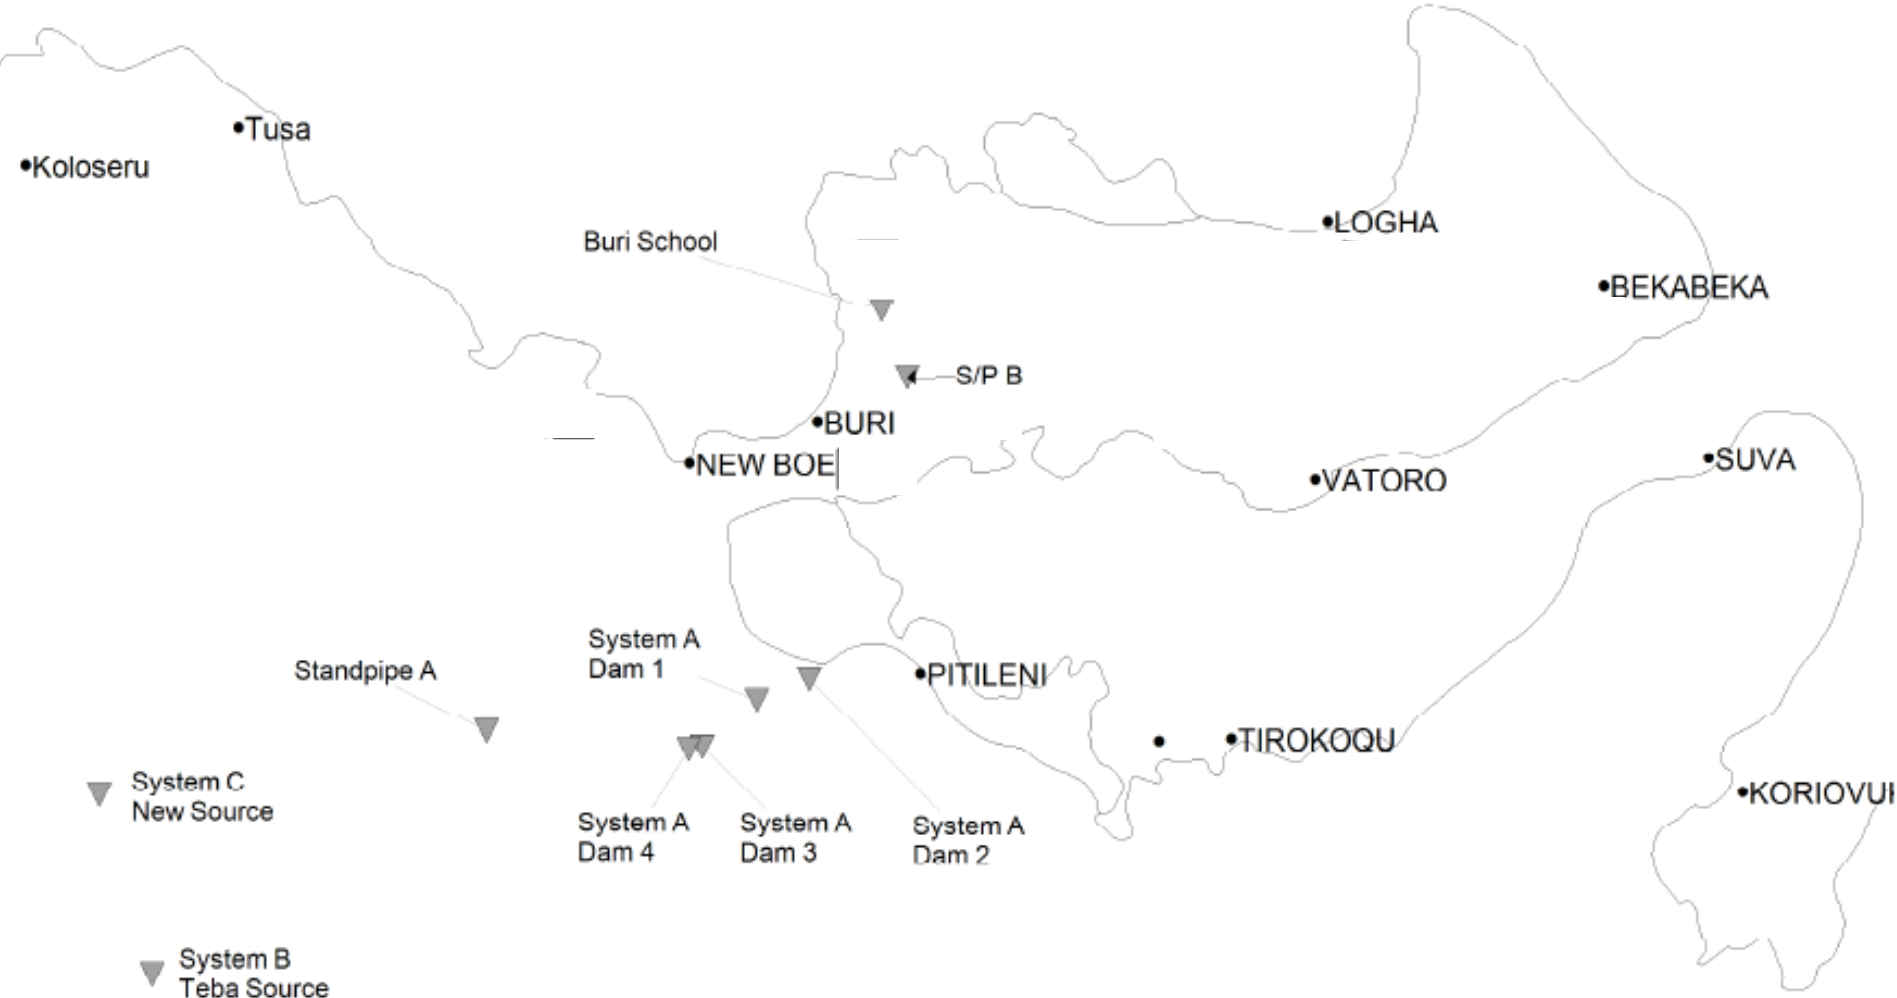 Tusa
Koloseru
LOGHA
Buri School
BEKABEKA
S/P B
BURI
NEW BOE
SUVA
VATORO
System A
Dam 1
Standpipe A
PITILENI
TIROKOQU
System C
New Source
KORIOVUI
System A
Dam 4
System A
Dam 3
System A
Dam 2
System B
Teba Source